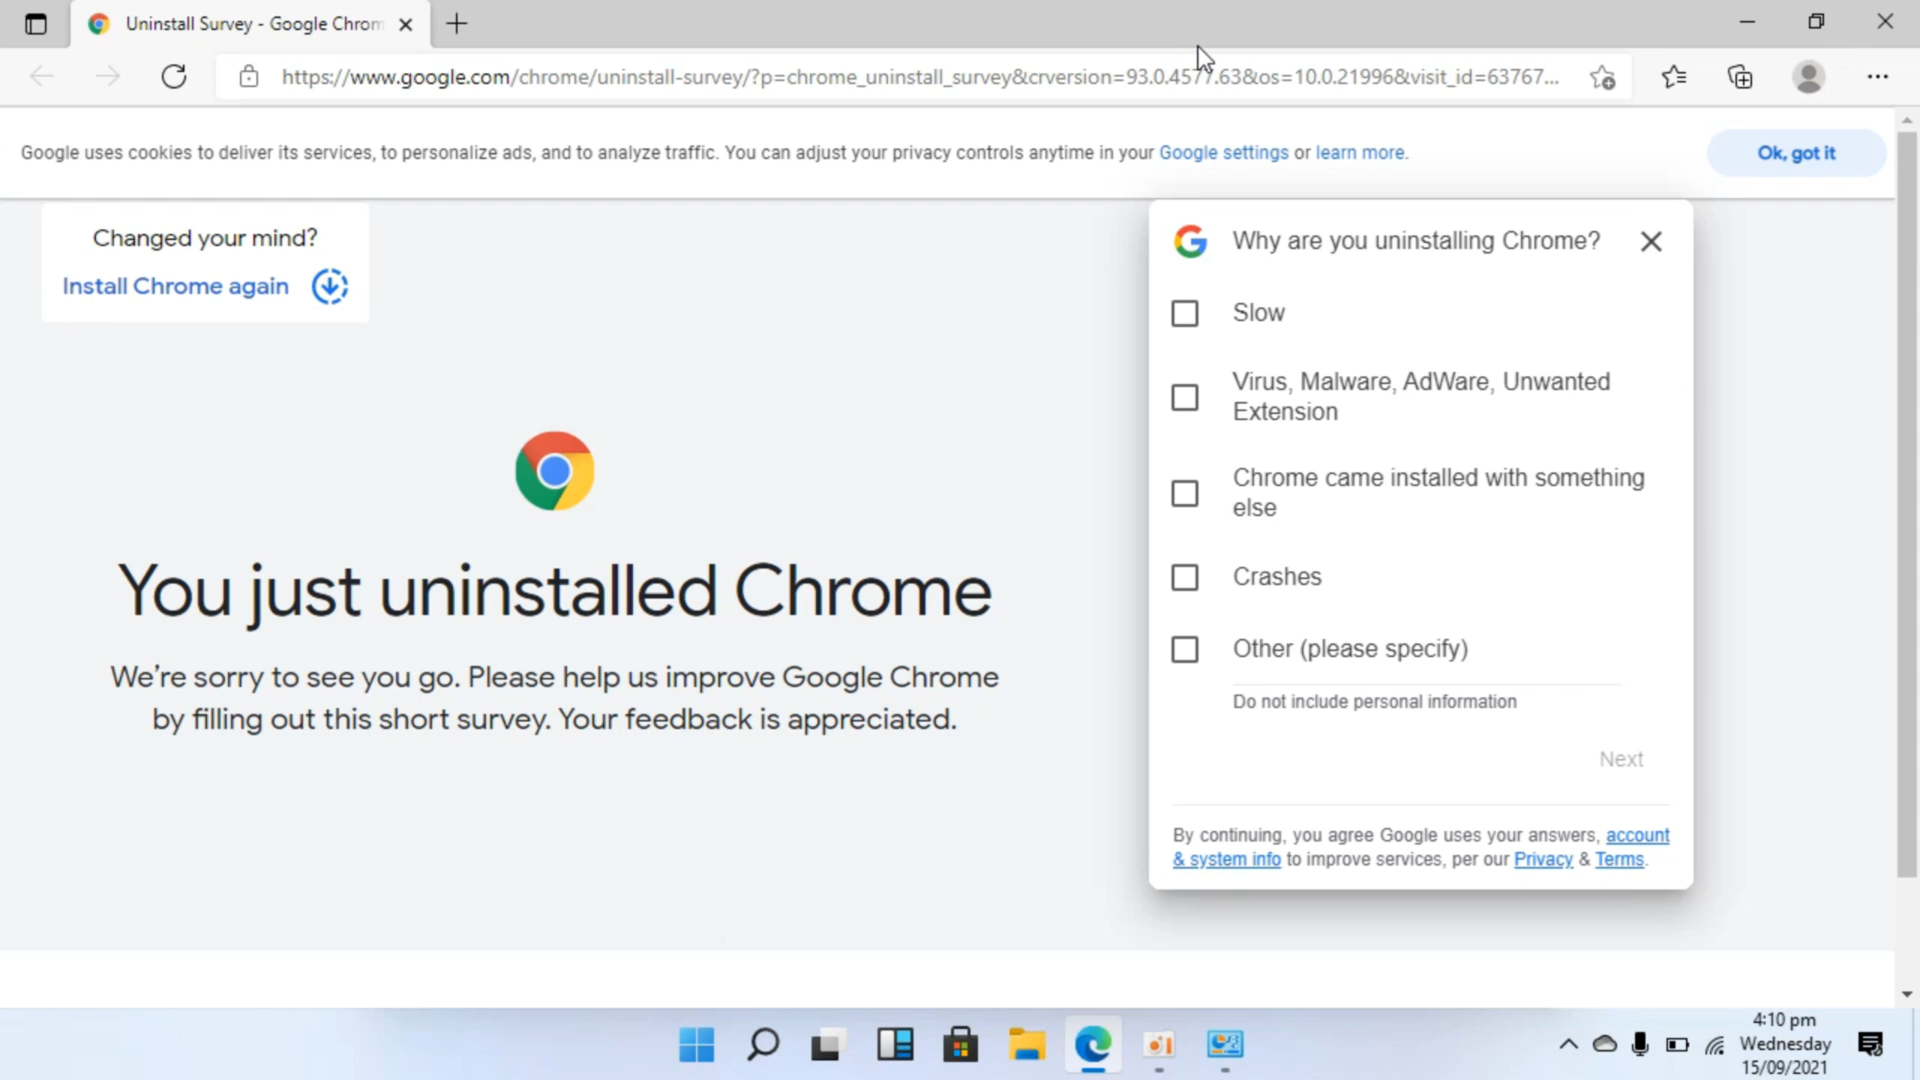 Uninstall Survey - Google Chrom
https://www.google.com/chrome/uninstall-survey/?p=chrome_uninstall_survey&crversion=93.0.4577.63&os=10.0.21996&visit_id=63767...
Google uses cookies to deliver its services, to personalize ads, and to analyze traffic. You can adjust your privacy controls anytime in your Google settings or learn more.
Ok, got it
Changed your mind?
Install Chrome again
You just uninstalled Chrome
We're sorry to see you go. Please help us improve Google Chrome
by filling out this short survey. Your feedback is appreciated.
Why are you uninstalling Chrome?
Slow
Virus, Malware, AdWare, Unwanted
Extension
Chrome came installed with something
else
Crashes
Other (please specify)
Do not include personal information
Next
By continuing, you agree Google uses your answers, account
& system info to improve services, per our Privacy & Terms.
4:10 pm
Wednesday
15/09/2021